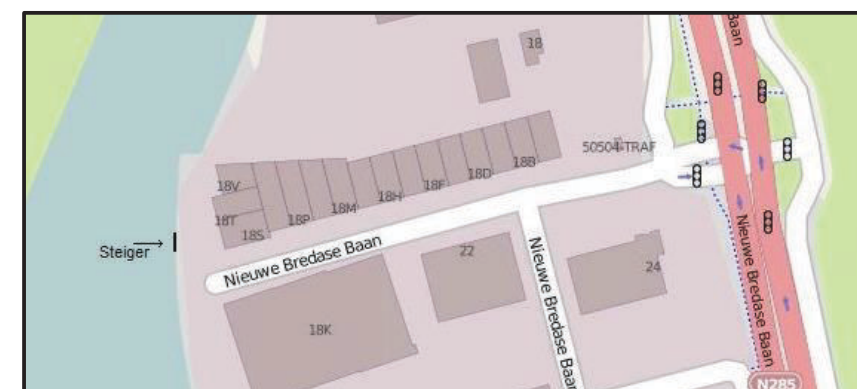 Baan
18
50504-TRAF
18B
18D
18F
18H
18M
18P
18V
18T
18S
Steiger
Nieuwe Bredase Baan
22
24
18K
Nieuwe Bredase Baan
Nieuwe Bredase Baan
N285